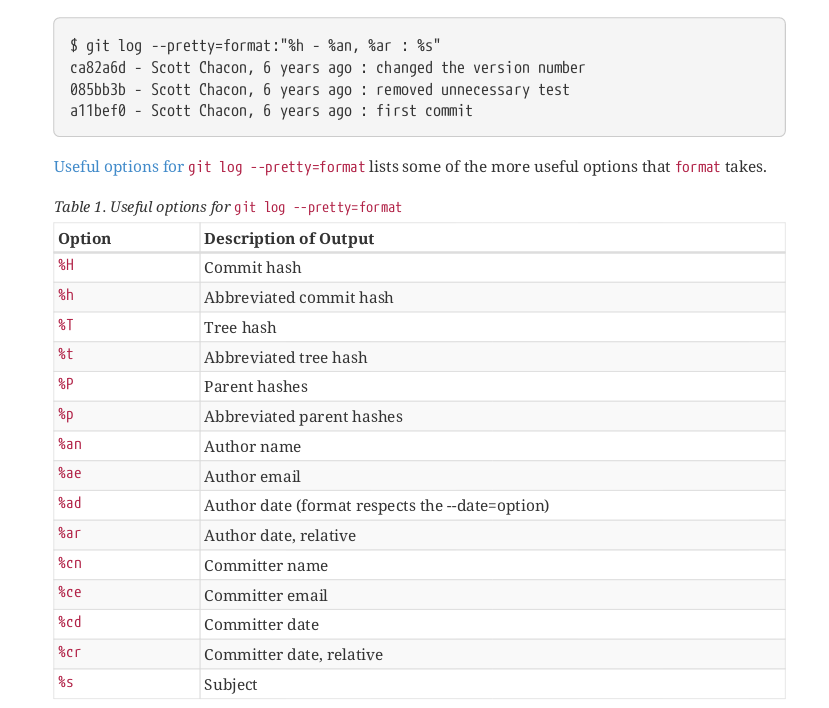 $ git log --pretty=format:"%h - %an, %ar : %s"
ca82a6d - Scott Chacon, 6 years ago : changed the version number
085bb3b - Scott Chacon, 6 years ago : removed unnecessary test
a11bef0 - Scott Chacon, 6 years ago : first commit
Useful options for git log --pretty=format lists some of the more useful options that format takes.
Table 1. Useful options for git log --pretty=format
Option Description of Output
%H Commit hash
%h Abbreviated commit hash
%T Tree hash
%t Abbreviated tree hash
%P Parent hashes
%p Abbreviated parent hashes
%an Author name
%ae Author email
%ad Author date (format respects the --date=option)
%ar Author date, relative
%cn Committer name
%ce Committer email
%cd Committer date
%cr Committer date, relative
%s Subject